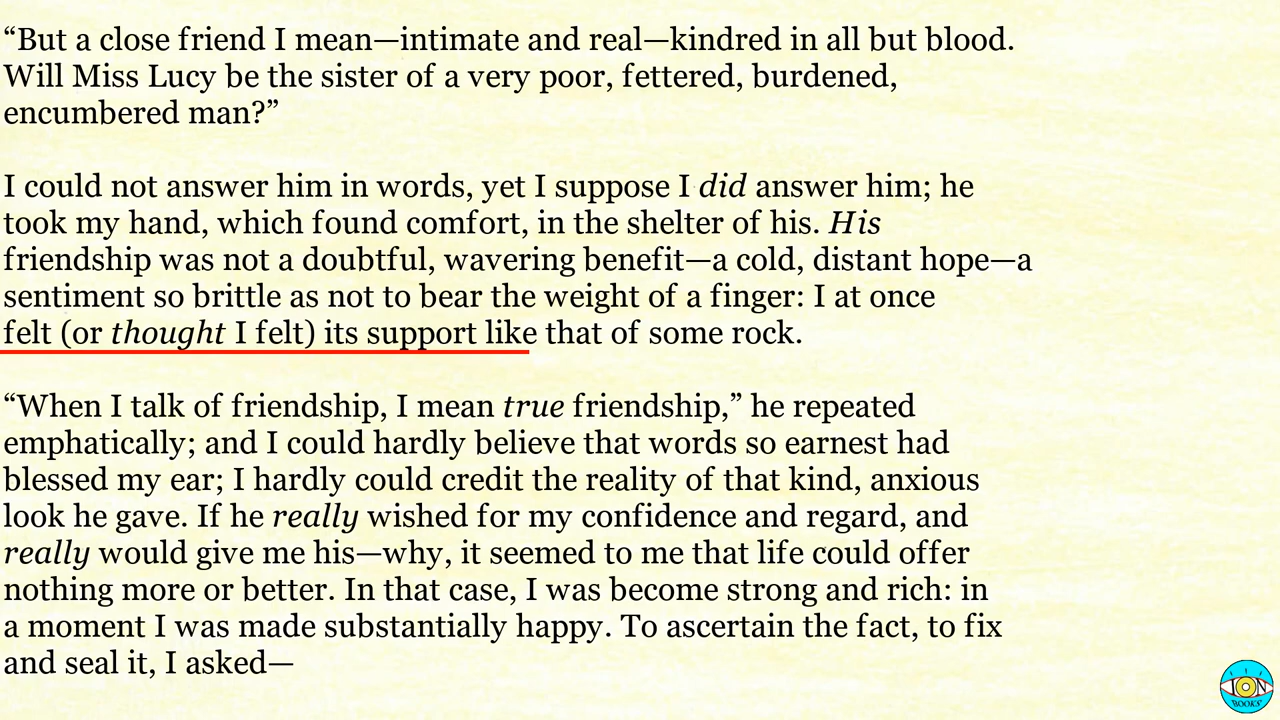 “But a close friend I mean—intimate and real—kindred in all but blood.
Will Miss Lucy be the sister of a very poor, fettered, burdened,
encumbered man?”
I could not answer him in words, yet I suppose I did answer him; he
took my hand, which found comfort, in the shelter of his. His
friendship was not a doubtful, wavering benefit—a cold, distant hope—a
sentiment so brittle as not to bear the weight of a finger: I at once
felt (or thought I felt) its support like that of some rock.
“When I talk of friendship, I mean true friendship,” he repeated
emphatically; and I could hardly believe that words so earnest had
blessed my ear; I hardly could credit the reality of that kind, anxious
look he gave. If he really wished for my confidence and regard, and
really would give me his—why, it seemed to me that life could offer
nothing more or better. In that case, I was become strong and rich: in
a moment I was made substantially happy. To ascertain the fact, to fix
and seal it, I asked—
ION
BOOKS